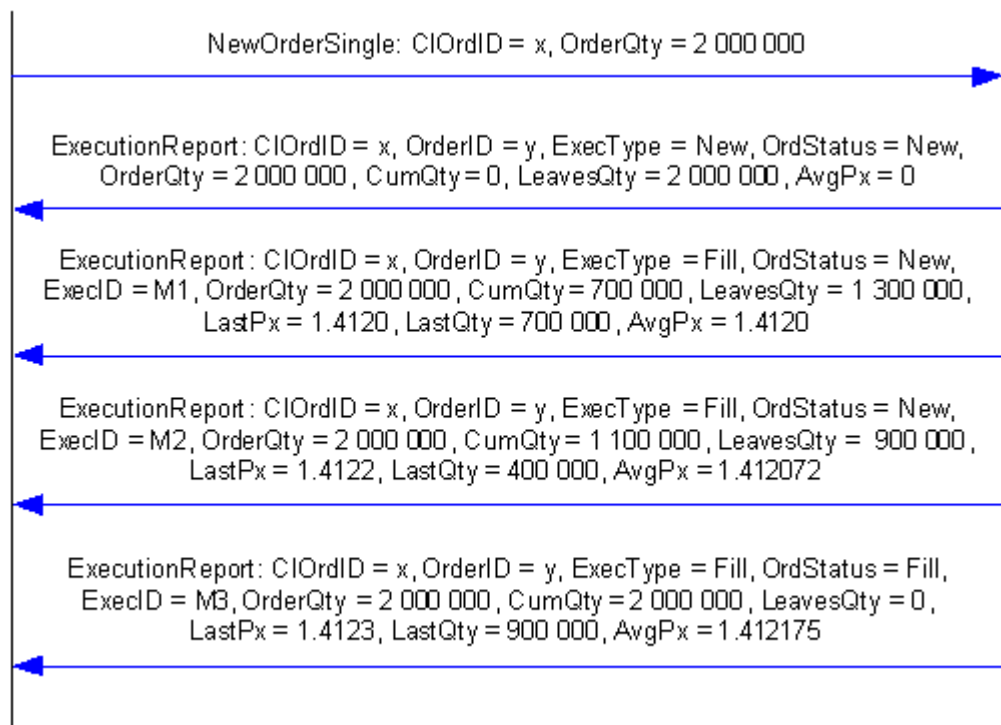 NewOrderSingle: ClOrdID = x, OrderQty = 2 000 000
ExecutionReport: ClOrdID = x, OrderID = y, ExecType = New, OrdStatus = New,
OrderQty = 2 000 000, CumQty = 0, LeavesQty = 2 000 000, AvgPx = 0
ExecutionReport: ClOrdID = x, OrderID = y, ExecType = Fill, OrdStatus = New,
ExecID = M1, OrderQty = 2 000 000, CumQty = 700 000, LeavesQty = 1 300 000,
LastPx = 1.4120, LastQty = 700 000, AvgPx = 1.4120
ExecutionReport: ClOrdID = x, OrderID = y, ExecType = Fill, OrdStatus = New,
ExecID = M2, OrderQty = 2 000 000, CumQty = 1 100 000, LeavesQty = 900 000,
LastPx = 1.4122, LastQty = 400 000, AvgPx = 1.412072
ExecutionReport: ClOrdID = x, OrderID = y, ExecType = Fill, OrdStatus = Fill,
ExecID = M3, OrderQty = 2 000 000, CumQty = 2 000 000, LeavesQty = 0,
LastPx = 1.4123, LastQty = 900 000, AvgPx = 1.412175